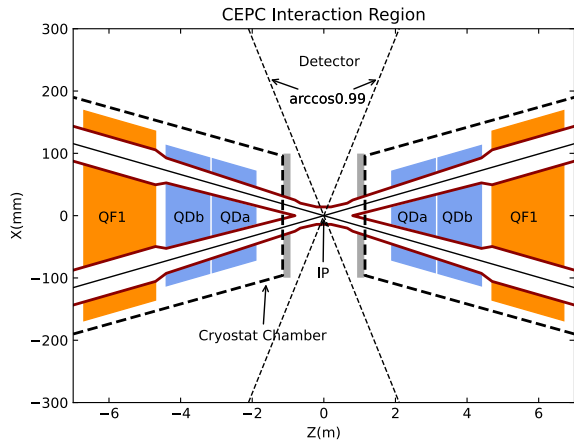 CEPC Interaction Region
300
200
100
0
−100
−200
−300
X(mm)
Detector
arccos0.99
QF1
QDb
QDa
QDa
QDb
QF1
IP
Cryostat Chamber
−6
−4
−2
0
2
4
6
Z(m)